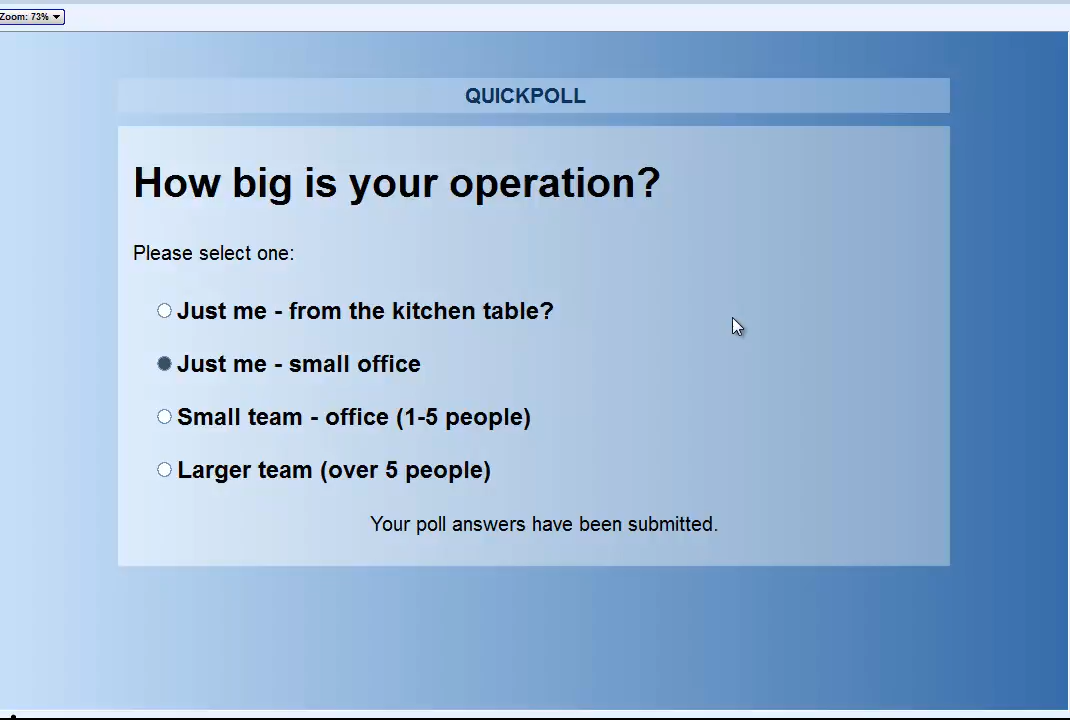 Zoom: 73%
QUICKPOLL
How big is your operation?
Please select one:
Just me - from the kitchen table?
Just me - small office
Small team - office (1-5 people)
Larger team (over 5 people)
Your poll answers have been submitted.